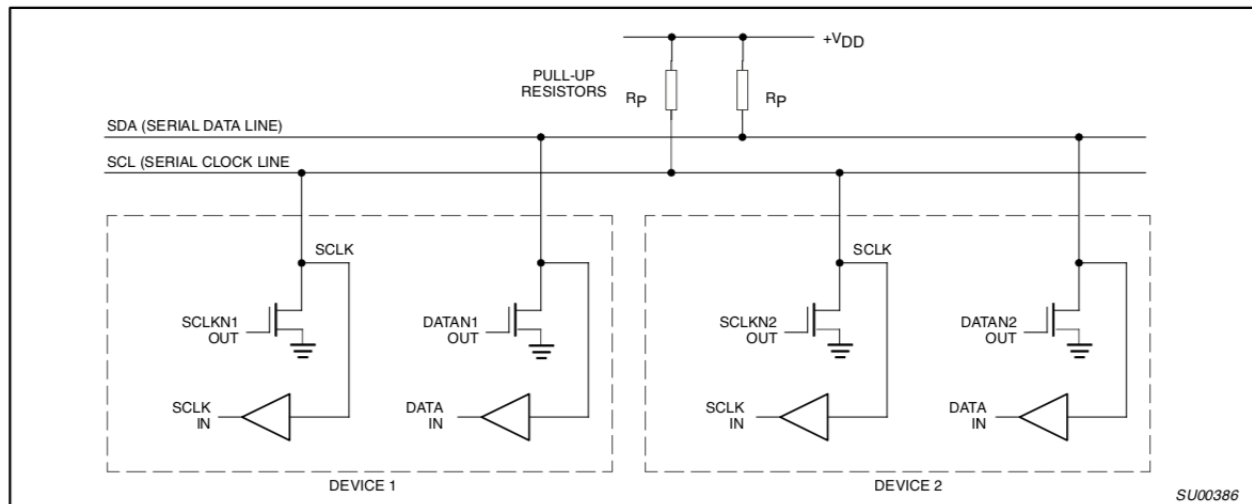 +VDD
PULL-UP
RESISTORS
RP
RP
SDA (SERIAL DATA LINE)
SCL (SERIAL CLOCK LINE
SCLK
SCLK
SCLKN1
OUT
DATAN1
OUT
SCLKN2
OUT
DATAN2
OUT
SCLK
IN
DATA
IN
SCLK
IN
DATA
IN
DEVICE 1
DEVICE 2
SU00386